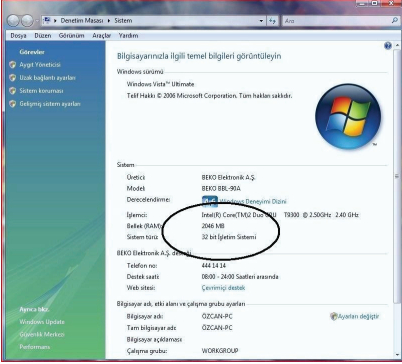 Denetim Masası ▸ Sistem
Ara
Dosya Düzen Görünüm Araçlar Yardım
Görevler
Aygıt Yöneticisi
Uzak bağlantı ayarları
Sistem koruması
Gelişmiş sistem ayarları
Bilgisayarınızla ilgili temel bilgileri görüntüleyin
Windows sürümü
Windows Vista™ Ultimate
Telif Hakkı © 2006 Microsoft Corporation. Tüm hakları saklıdır.
Sistem
Üretici: BEKO Elektronik A.Ş.
Model: BEKO BBL-90A
Derecelendirme: Windows Deneyimi Dizini
İşlemci: Intel(R) Core(TM)2 Duo CPU T9300 @ 2.50GHz 2.40 GHz
Bellek (RAM): 2046 MB
Sistem türü: 32 bit İşletim Sistemi
BEKO Elektronik A.Ş. desteği
Telefon no: 444 14 14
Destek saati: 08:00 - 24:00 Saatleri arasında
Web sitesi: Çevrimiçi destek
Bilgisayar adı, etki alanı ve çalışma grubu ayarları
Bilgisayar adı: ÖZCAN-PC
Ayarları değiştir
Tam bilgisayar adı: ÖZCAN-PC
Bilgisayar açıklaması:
Çalışma grubu: WORKGROUP
Ayrıca bkz.
Windows Update
Güvenlik Merkezi
Performans